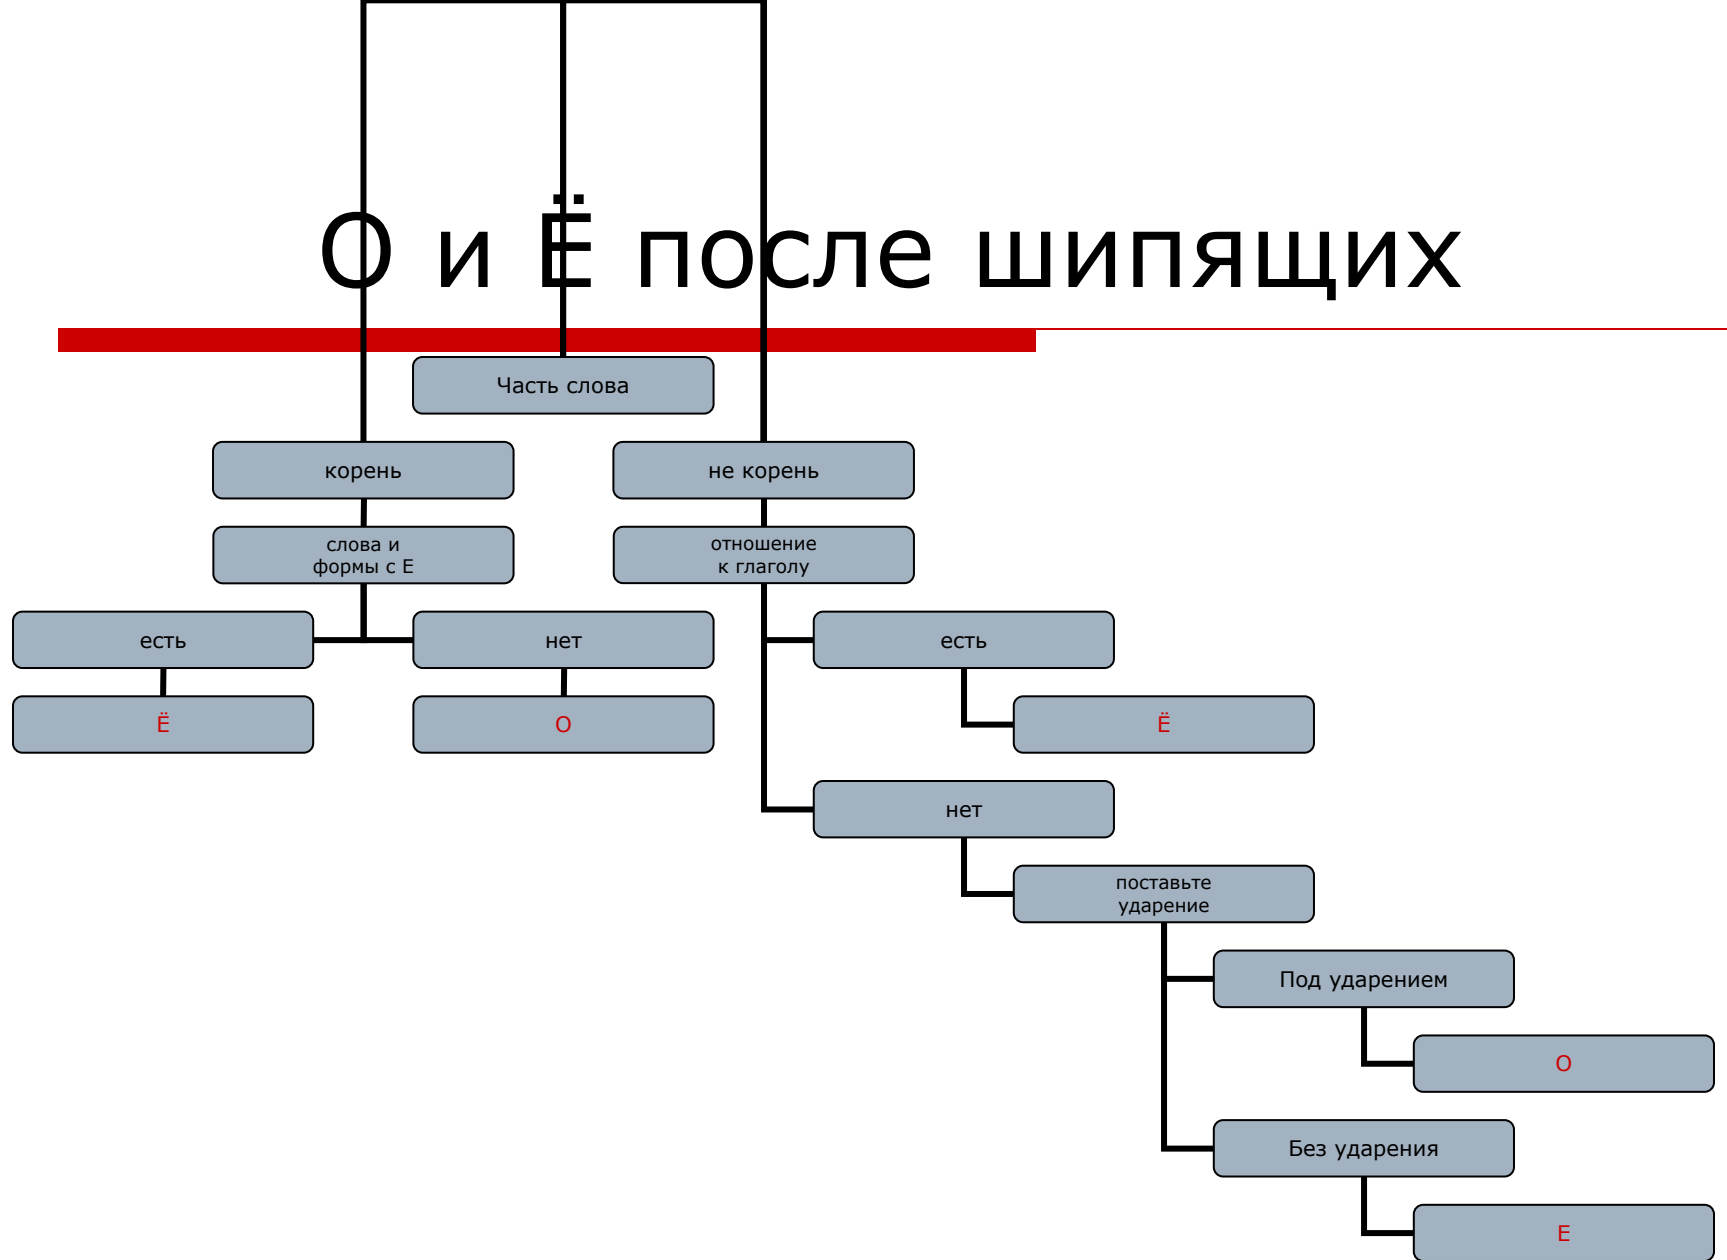 О и Ё после шипящих
Часть слова
корень
не корень
слова и
формы с Е
отношение
к глаголу
есть
нет
есть
Ё
О
Ё
нет
поставьте
ударение
Под ударением
О
Без ударения
Е